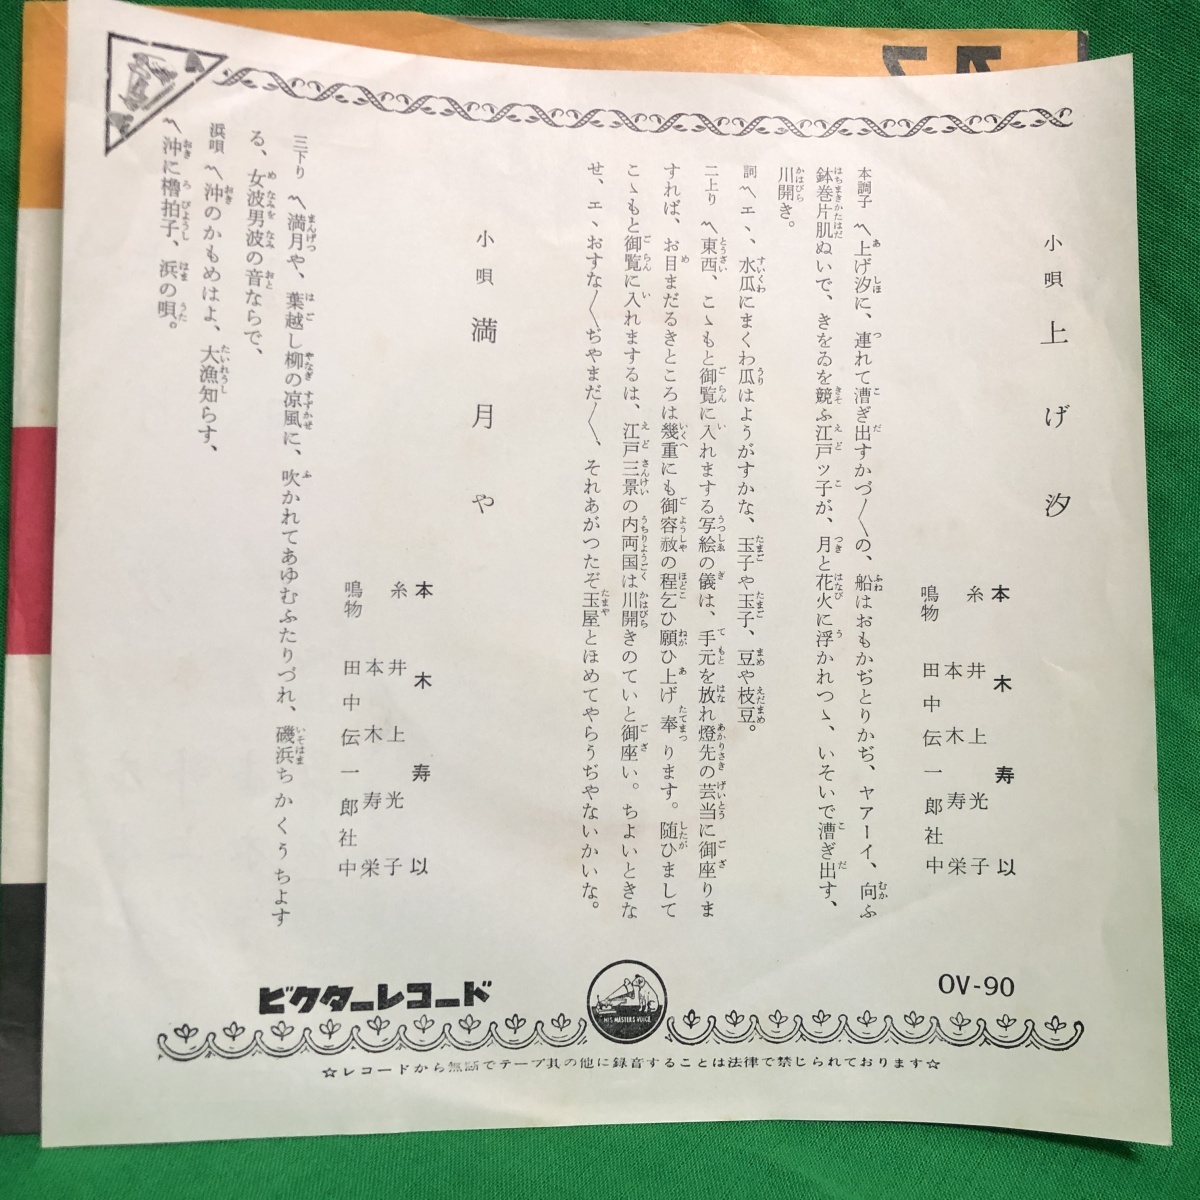 小唄 上げ汐
本木寿以
糸 井上光子
本木寿栄
鳴物 田中伝一郎社中
本調子 〽上げ汐に、連れて漕ぎ出すかづ〱の、船はおもかぢとりかぢ、ヤアーイ、向ふ
鉢巻片肌ぬいで、きをゐを競ふ江戸ッ子が、月と花火に浮かれつゝ、いそいで漕ぎ出す、
川開き。
詞 〽エヽ、水瓜にまくわ瓜はようがすかな、玉子や玉子、豆や枝豆。
二上り 〽東西、こゝもと御覧に入れまする写絵の儀は、手元を放れ燈先の芸当に御座りま
すれば、お目まだるきところは幾重にも御容赦の程乞ひ願ひ上げ奉ります。随ひまして
こゝもと御覧に入れまするは、江戸三景の内両国は川開きのていと御座い。ちよいときな
せ、エヽおすな〱ぢやまだ〱、それあがつたぞ玉屋とほめてやらうぢやないかいな。
小唄 満月や
本木寿以
糸 井上光子
本木寿栄
鳴物 田中伝一郎社中
三下り 〽満月や、葉越し柳の凉風に、吹かれてあゆむふたりづれ、磯浜ちかくうちよす
る、女波男波の音ならで、
浜唄 〽沖のかもめはよ、大漁知らす、
〽沖に櫓拍子、浜の唄。
OV-90
HIS MASTERS VOICE
ビクターレコード
☆レコードから無断でテープ其の他に録音することは法律で禁じられております☆